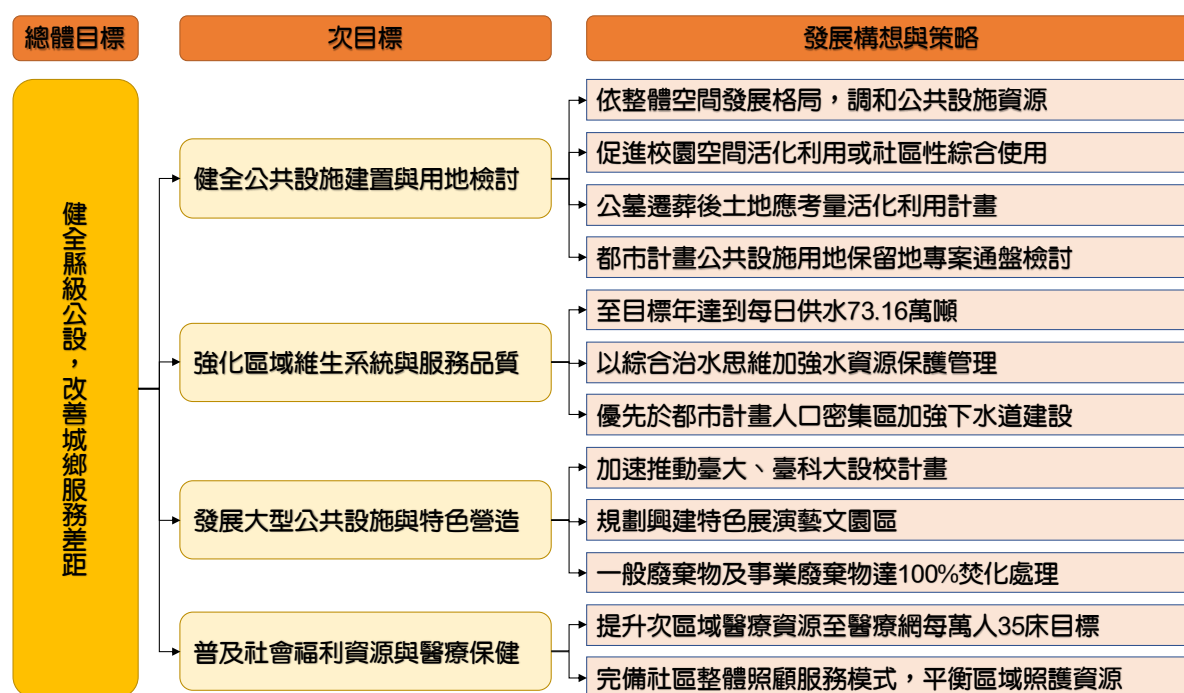 總體目標
次目標
發展構想與策略
健全縣級公設，改善城鄉服務差距
健全公共設施建置與用地檢討
依整體空間發展格局，調和公共設施資源
促進校園空間活化利用或社區性綜合使用
公墓遷葬後土地應考量活化利用計畫
都市計畫公共設施用地保留地專案通盤檢討
強化區域維生系統與服務品質
至目標年達到每日供水73.16萬噸
以綜合治水思維加強水資源保護管理
優先於都市計畫人口密集區加強下水道建設
發展大型公共設施與特色營造
加速推動臺大、臺科大設校計畫
規劃興建特色展演藝文園區
一般廢棄物及事業廢棄物達100%焚化處理
普及社會福利資源與醫療保健
提升次區域醫療資源至醫療網每萬人35床目標
完備社區整體照顧服務模式，平衡區域照護資源